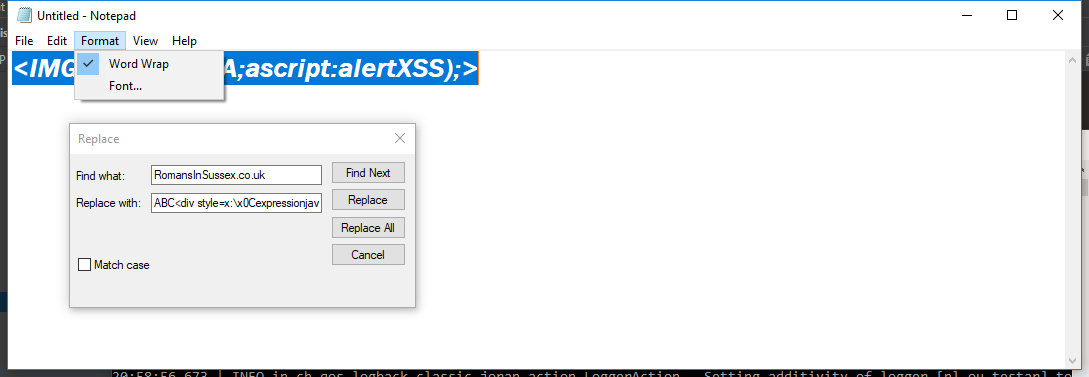 Untitled - Notepad
File Edit Format View Help
<IMG A;ascript:alertXSS);>
Word Wrap
Font...
Replace
Find what: RomansInSussex.co.uk Find Next
Replace with: ABC<div style=x:\x0Cexpressionjav Replace
Replace All
Cancel
Match case
20:58:56,673 | INFO in ch.qos.logback.classic.joran.action.LoggerAction - Setting additivity of logger [nl.ou.testar] to